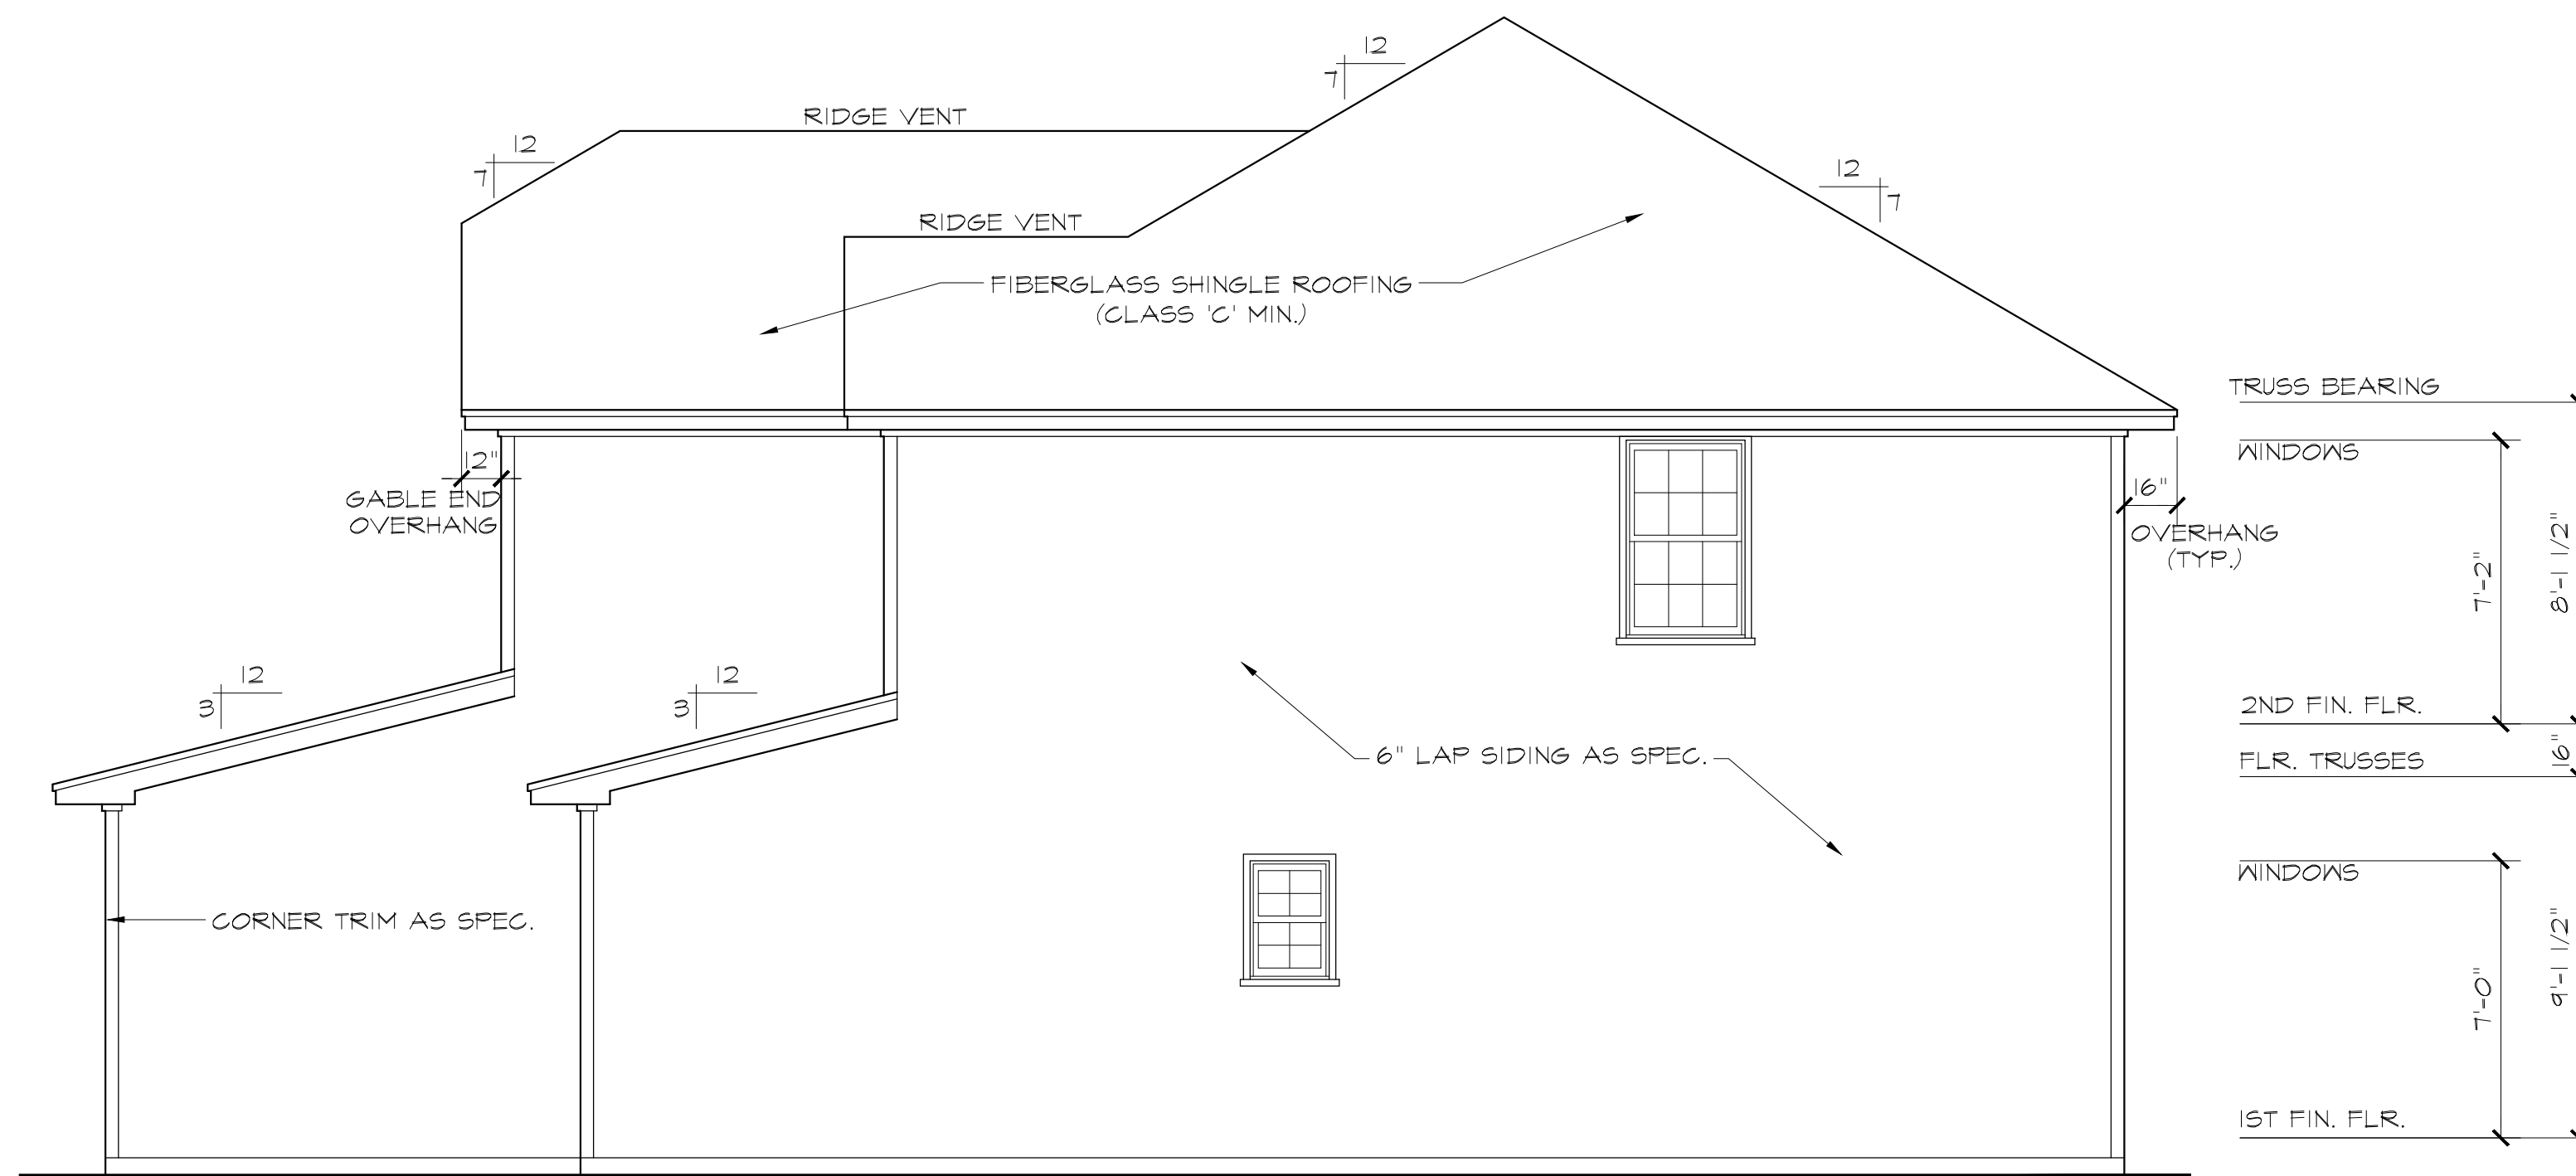 12
7
RIDGE VENT
12
7
12
7
RIDGE VENT
FIBERGLASS SHINGLE ROOFING
(CLASS 'C' MIN.)
12
7
TRUSS BEARING
WINDOWS
12"
GABLE END
OVERHANG
16"
OVERHANG
(TYP.)
7'-2"
8'-1 1/2"
12
3
12
3
2ND FIN. FLR.
6" LAP SIDING AS SPEC.
FLR. TRUSSES
16"
WINDOWS
CORNER TRIM AS SPEC.
7'-0"
9'-1 1/2"
1ST FIN. FLR.